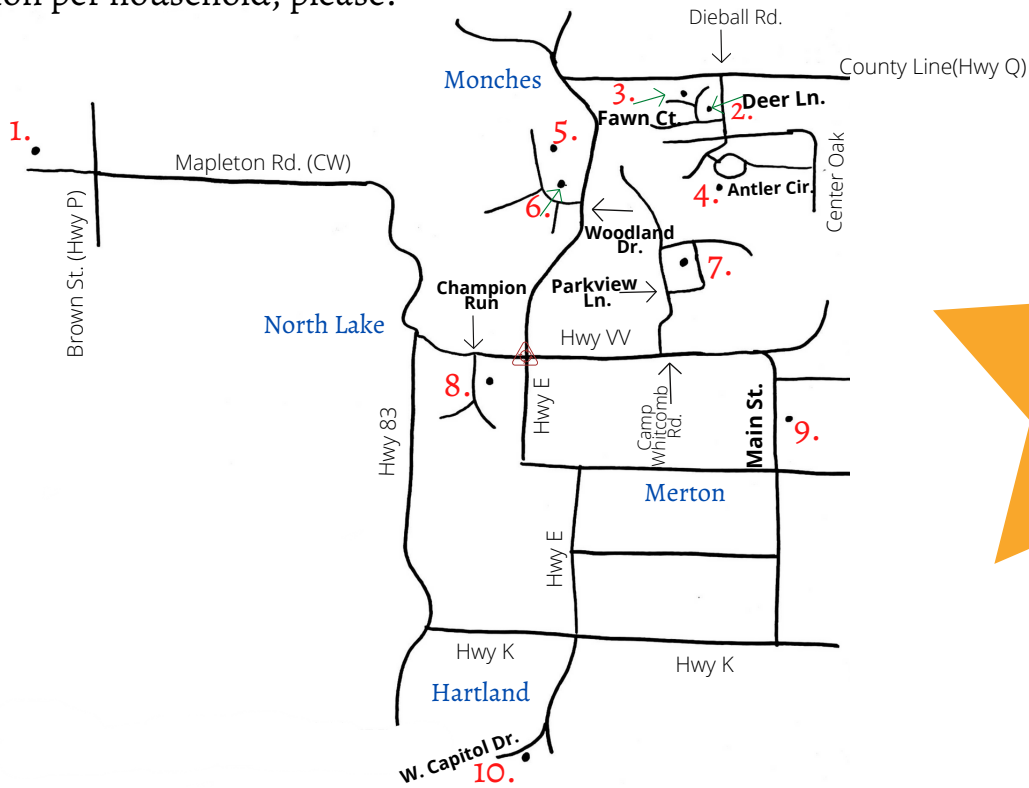 on per household, please.
Dieball Rd.
County Line(Hwy Q)
Monches
3.
2.
Deer Ln.
Fawn Ct.
1.
5.
Mapleton Rd. (CW)
Center Oak
4.
Antler Cir.
6.
Woodland
Dr.
Brown St. (Hwy P)
7.
Champion
Run
Parkview
Ln.
North Lake
Hwy VV
8.
Hwy E
Camp
Whitcomb
Rd.
Main St.
9.
Hwy 83
Merton
Hwy E
Hwy K
Hwy K
Hartland
W. Capitol Dr.
10.